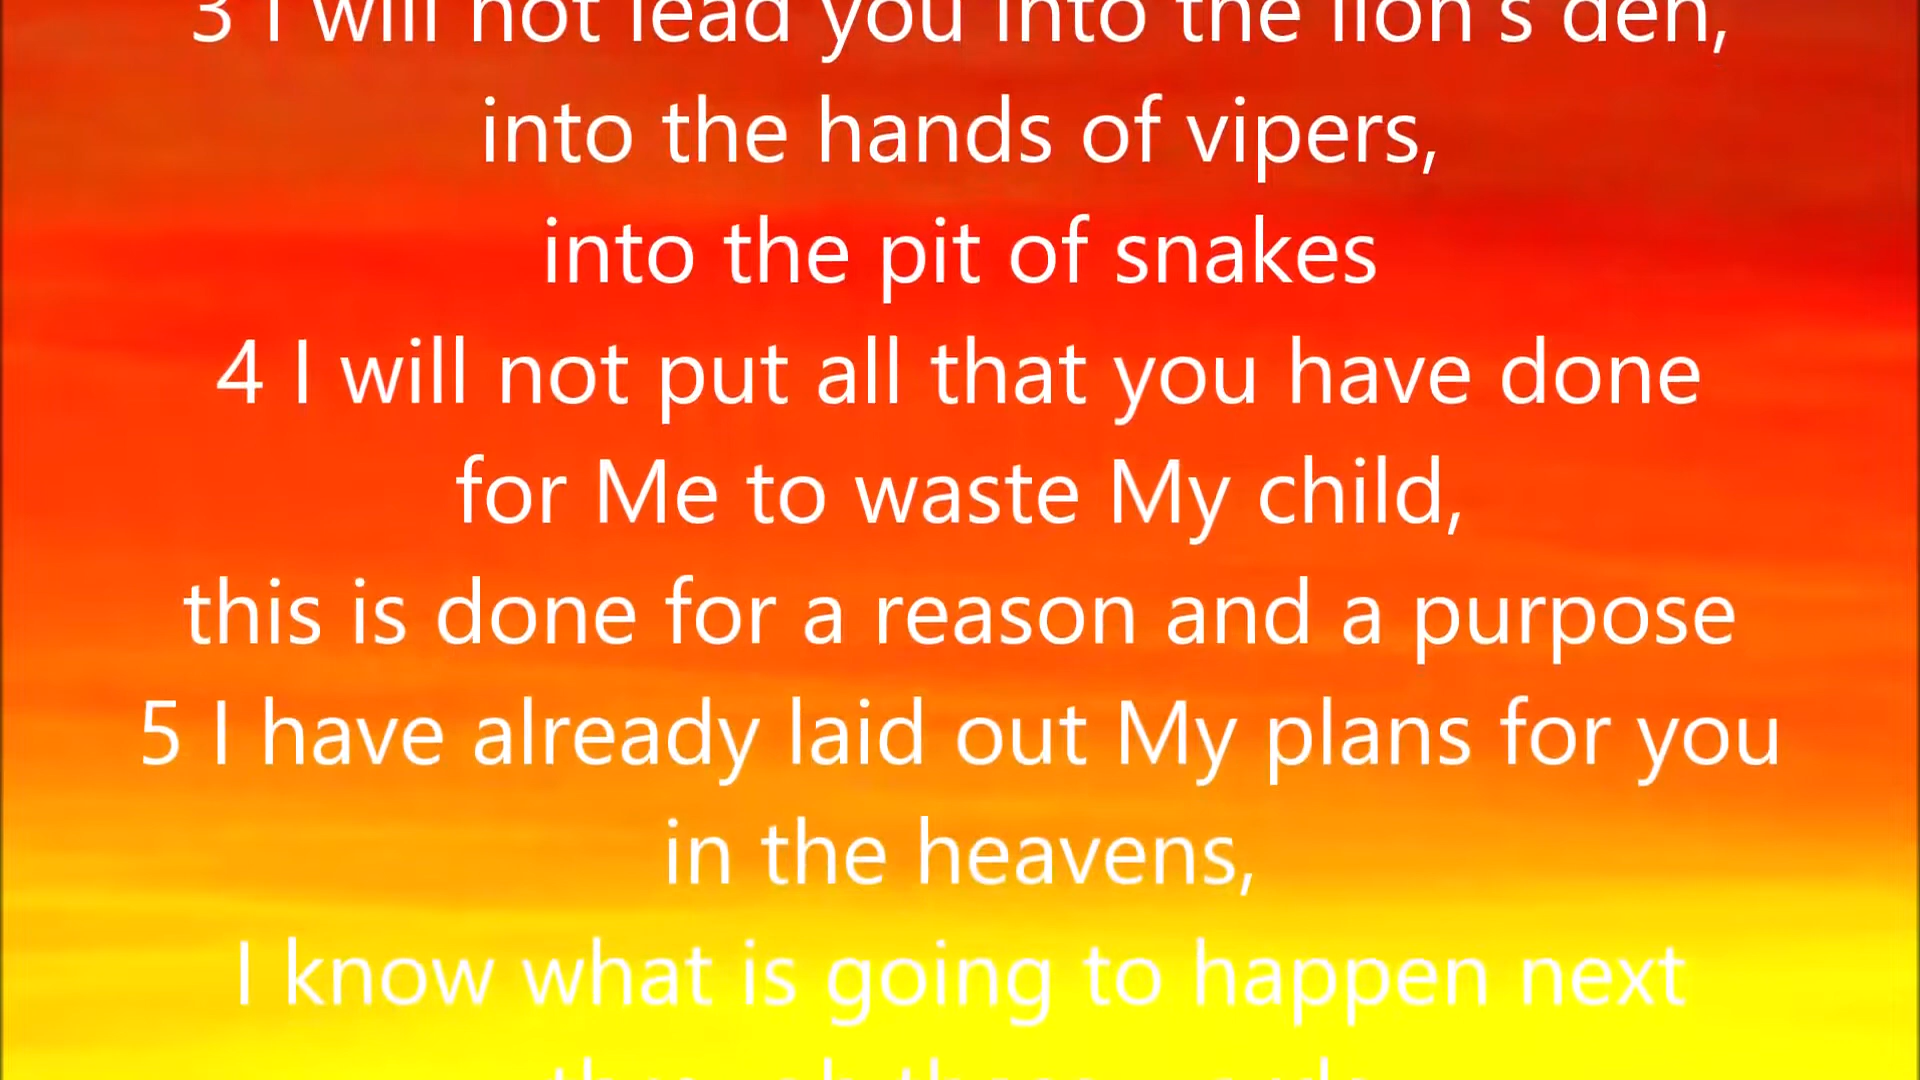 3 I will not lead you into the lion's den,
into the hands of vipers,
into the pit of snakes
4 I will not put all that you have done
for Me to waste My child,
this is done for a reason and a purpose
5 I have already laid out My plans for you
in the heavens,
I know what is going to happen next